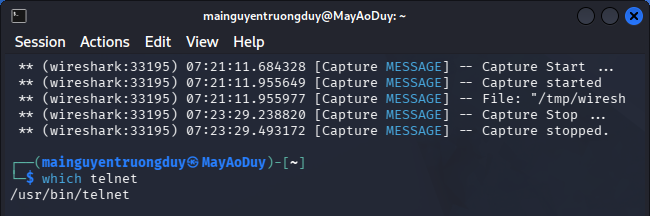 mainguyentruongduy@MayAoDuy: ~
Session Actions Edit View Help
** (wireshark:33195) 07:21:11.684328 [Capture MESSAGE] -- Capture Start ...
** (wireshark:33195) 07:21:11.955649 [Capture MESSAGE] -- Capture started
** (wireshark:33195) 07:21:11.955977 [Capture MESSAGE] -- File: "/tmp/wiresh
** (wireshark:33195) 07:23:29.238820 [Capture MESSAGE] -- Capture Stop ...
** (wireshark:33195) 07:23:29.493172 [Capture MESSAGE] -- Capture stopped.
┌──(mainguyentruongduy㉿MayAoDuy)-[~]
└─$ which telnet
/usr/bin/telnet